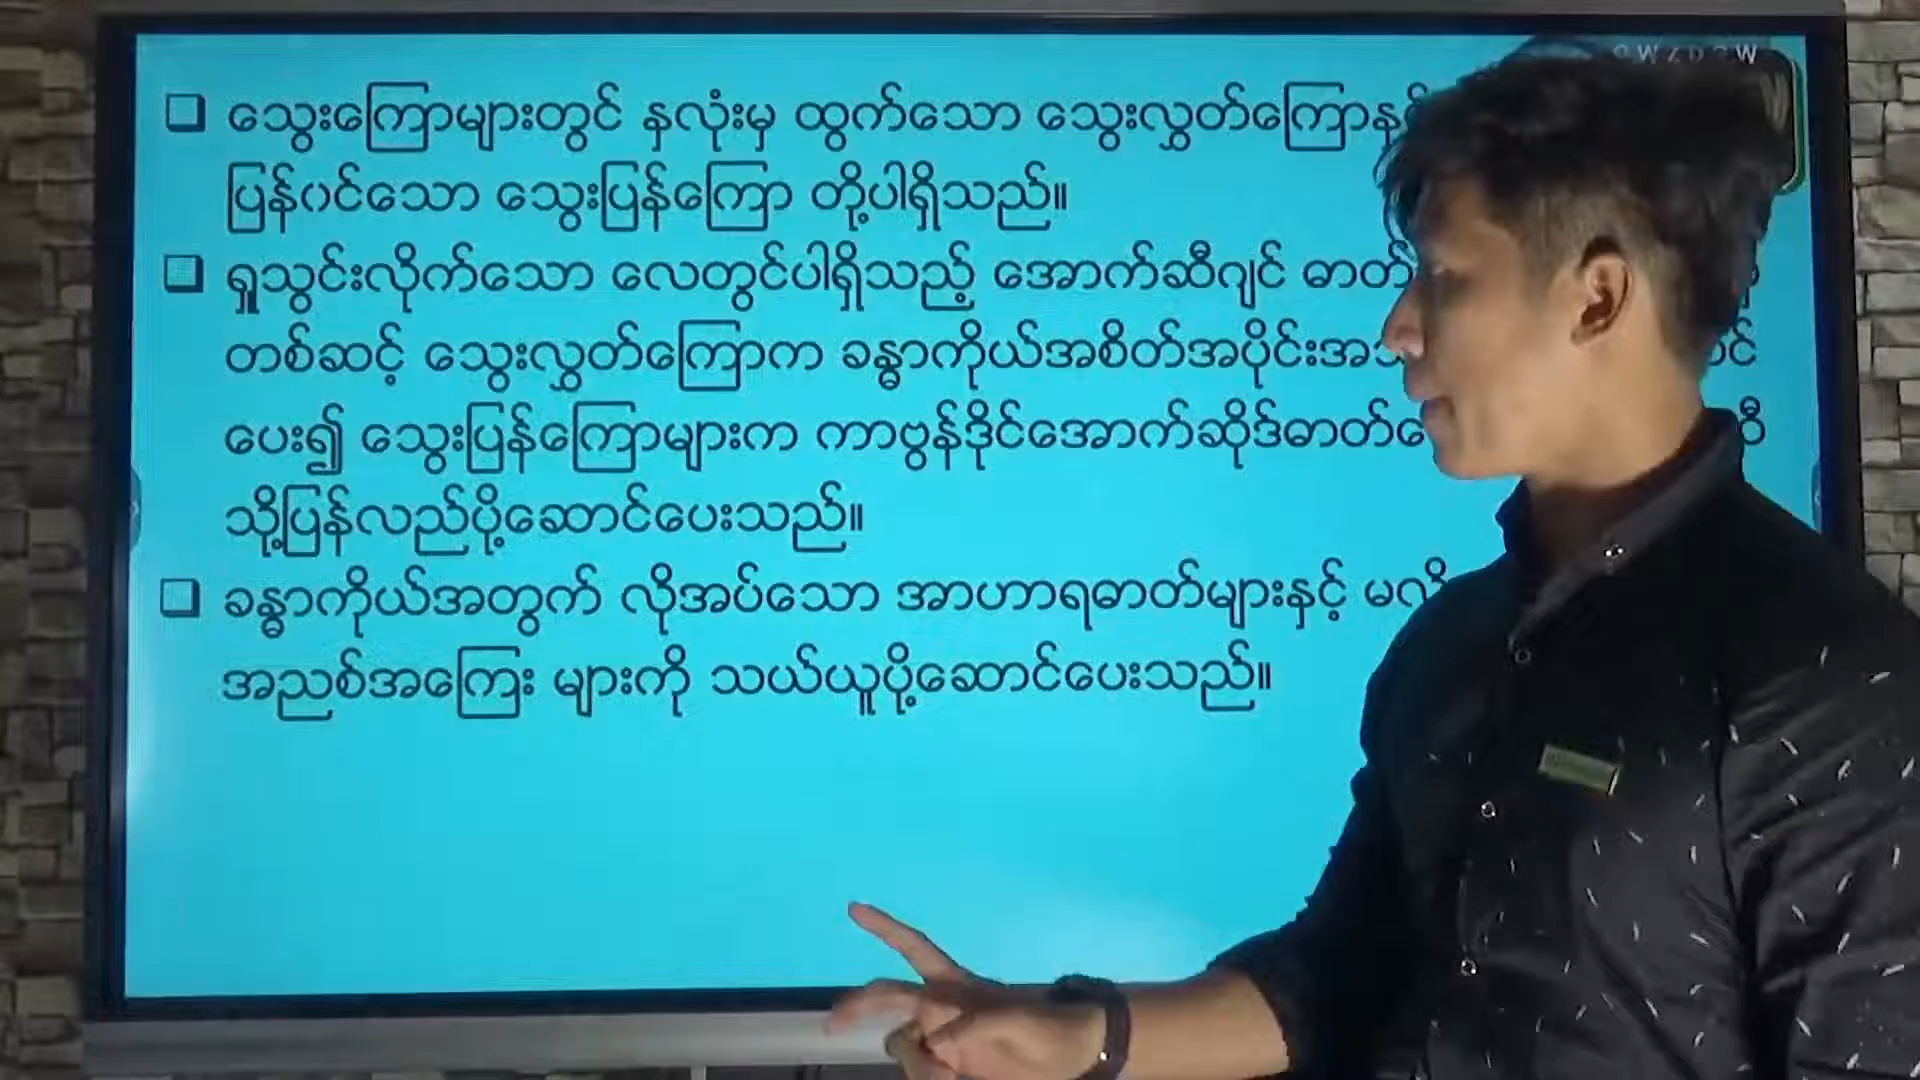 သွေးကြောများတွင် နှလုံးမှ ထွက်သော သွေးလွှတ်ကြောနှင့်
ပြန်ဝင်သော သွေးပြန်ကြော တို့ပါရှိသည်။
ရှူသွင်းလိုက်သော လေတွင်ပါရှိသည့် အောက်ဆီဂျင် ဓာတ်
တစ်ဆင့် သွေးလွှတ်ကြောက ခန္ဓာကိုယ်အစိတ်အပိုင်း
ပေး၍ သွေးပြန်ကြောများက ကာဗွန်ဒိုင်အောက်ဆိုဒ်ဓာတ်
သို့ပြန်လည်ပို့ဆောင်ပေးသည်။
ခန္ဓာကိုယ်အတွက် လိုအပ်သော အာဟာရဓာတ်များနှင့်
အညစ်အကြေး များကို သယ်ယူပို့ဆောင်ပေးသည်။